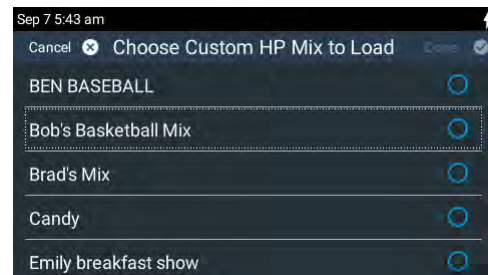 Sep 7 5:43 am
Cancel Choose Custom HP Mix to Load Done
BEN BASEBALL
Bob's Basketball Mix
Brad's Mix
Candy
Emily breakfast show